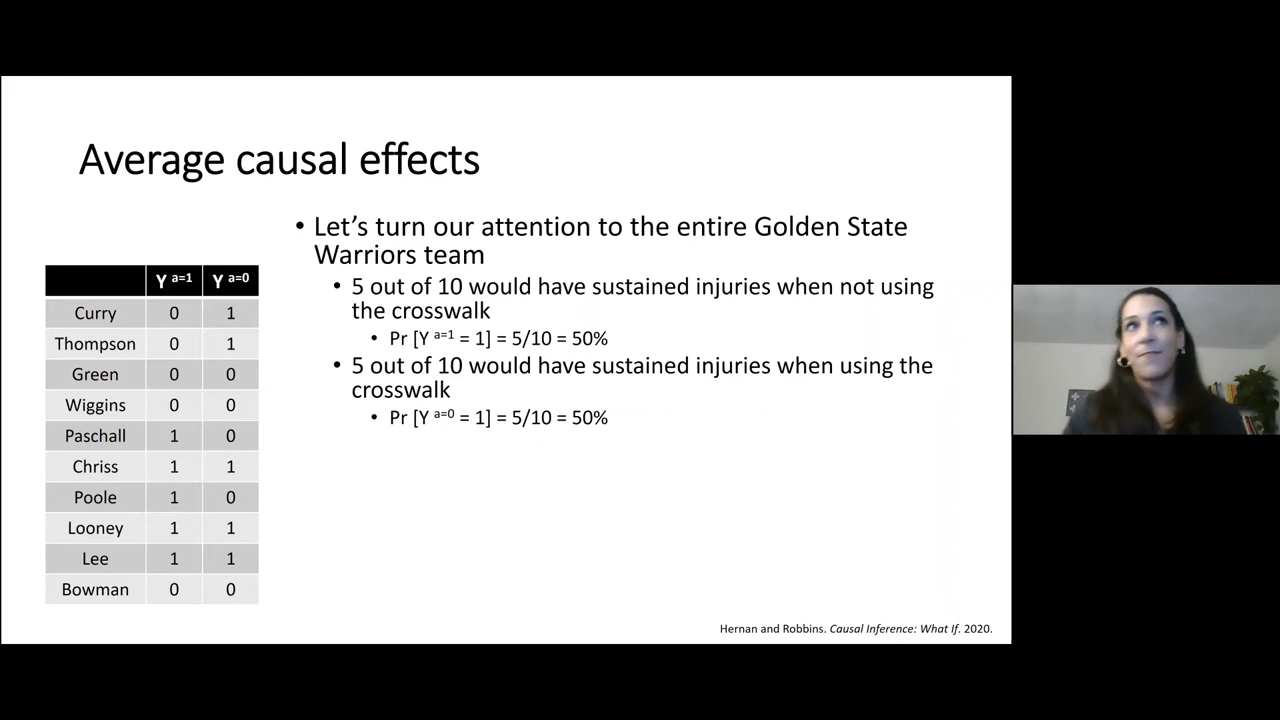 Average causal effects
• Let’s turn our attention to the entire Golden State
Warriors team
• 5 out of 10 would have sustained injuries when not using
the crosswalk
• Pr [Y a=1 = 1] = 5/10 = 50%
• 5 out of 10 would have sustained injuries when using the
crosswalk
• Pr [Y a=0 = 1] = 5/10 = 50%
Y a=1 Y a=0
Curry 0 1
Thompson 0 1
Green 0 0
Wiggins 0 0
Paschall 1 0
Chriss 1 1
Poole 1 0
Looney 1 1
Lee 1 1
Bowman 0 0
Hernan and Robbins. Causal Inference: What If. 2020.